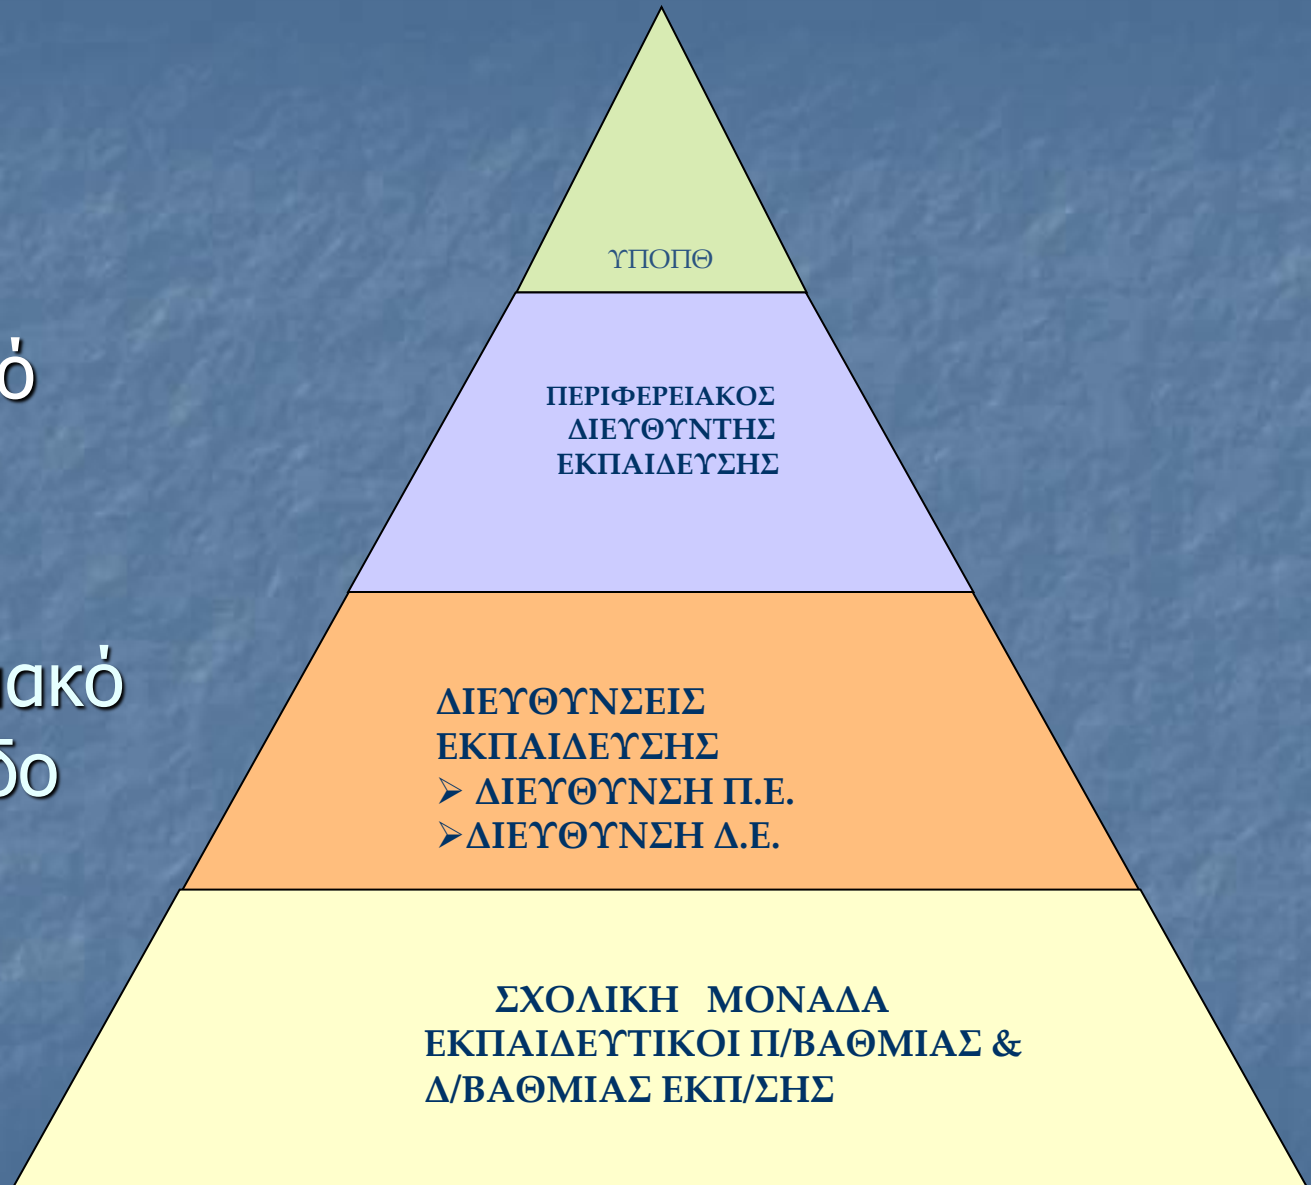 ΥΠΟΠΘ
ΠΕΡΙΦΕΡΕΙΑΚΟΣ
ΔΙΕΥΘΥΝΤΗΣ
ΕΚΠΑΙΔΕΥΣΗΣ
ΔΙΕΥΘΥΝΣΕΙΣ
ΕΚΠΑΙΔΕΥΣΗΣ
➢ ΔΙΕΥΘΥΝΣΗ Π.Ε.
➢ΔΙΕΥΘΥΝΣΗ Δ.Ε.
ΣΧΟΛΙΚΗ ΜΟΝΑΔΑ
ΕΚΠΑΙΔΕΥΤΙΚΟΙ Π/ΒΑΘΜΙΑΣ &
Δ/ΒΑΘΜΙΑΣ ΕΚΠ/ΣΗΣ